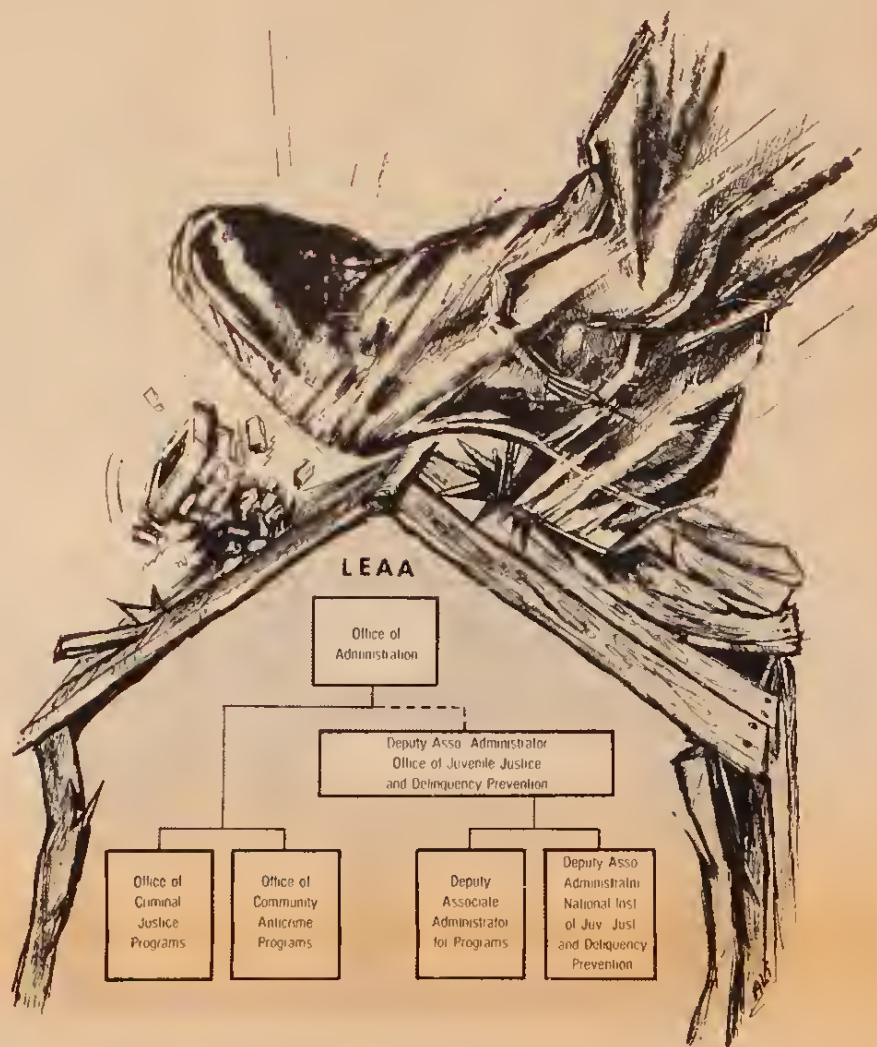 LEAA
Office of
Administration
Deputy Asso Administrator
Office of Juvenile Justice
and Delinquency Prevention
Office of
Criminal
Justice
Programs
Office of
Community
Anticrime
Programs
Deputy
Associate
Administrator
for Programs
Deputy Asso
National Inst
of Juv Just
and Deliquency
Prevention